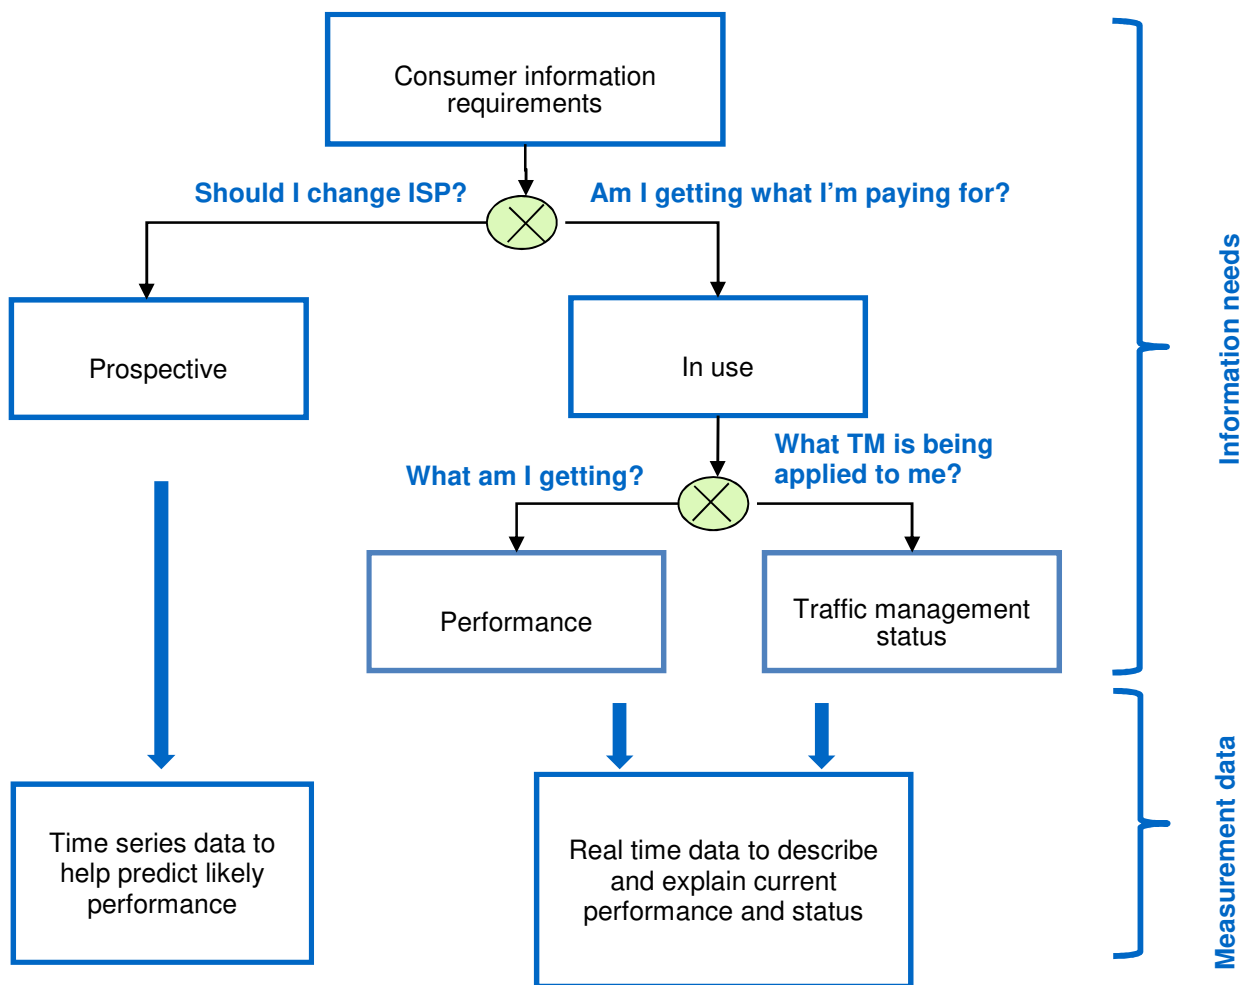 Consumer information
requirements
Should I change ISP?
Am I getting what I'm paying for?
Prospective
In use
What am I getting?
What TM is being
applied to me?
Performance
Traffic management
status
Time series data to
help predict likely
performance
Real time data to describe
and explain current
performance and status
Information needs
Measurement data